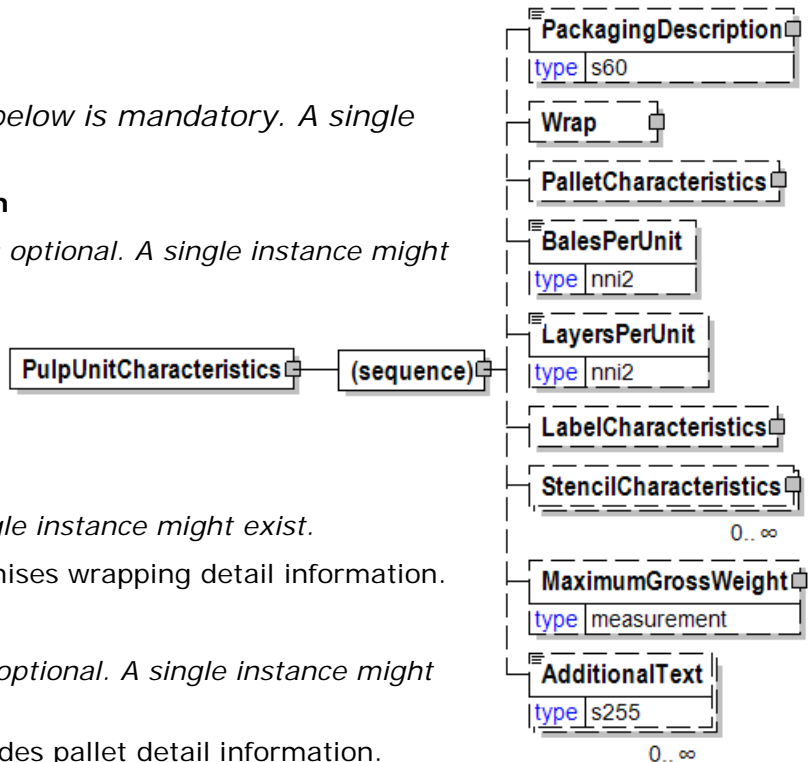 below is mandatory. A single
n
optional. A single instance might
gle instance might exist.
nises wrapping detail information.
optional. A single instance might
des pallet detail information.
PulpUnitCharacteristics
(sequence)
PackagingDescription
type s60
Wrap
PalletCharacteristics
BalesPerUnit
type nni2
LayersPerUnit
type nni2
LabelCharacteristics
StencilCharacteristics
0.. ∞
MaximumGrossWeight
type measurement
AdditionalText
type s255
0.. ∞